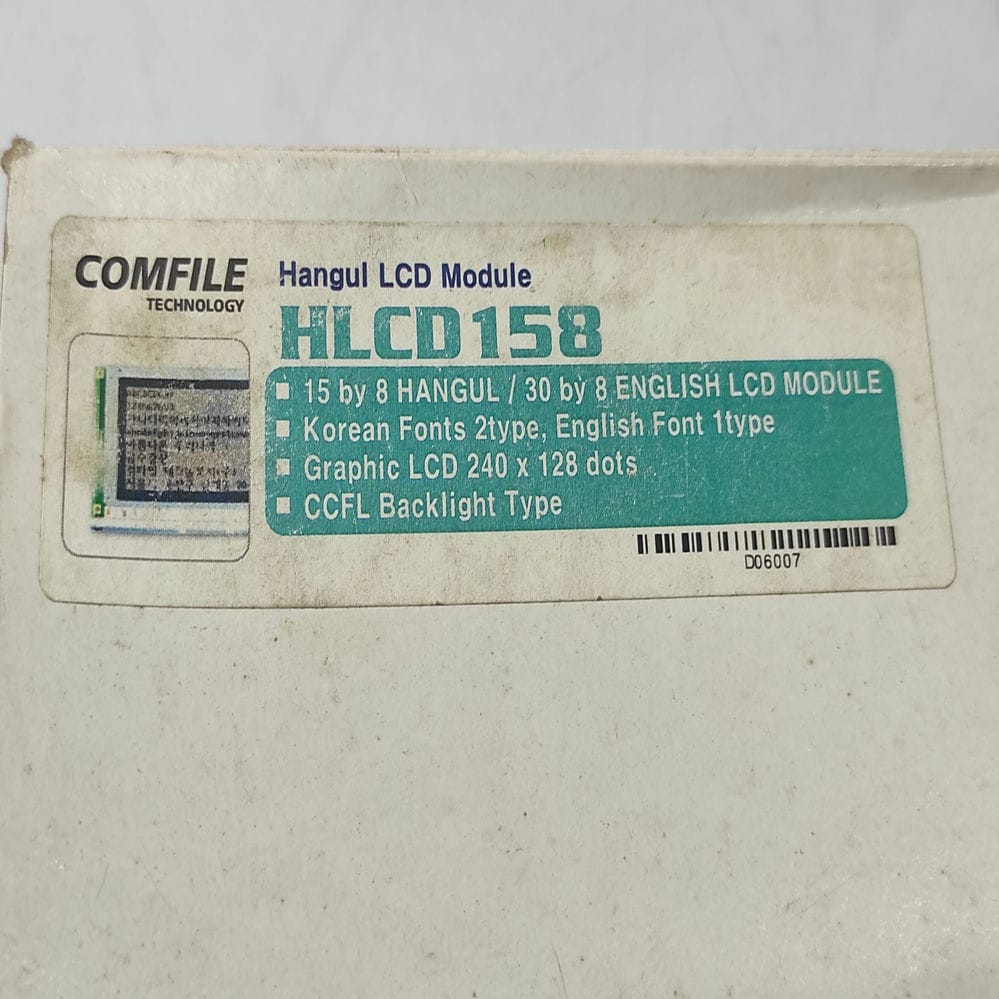 COMFILE
TECHNOLOGY
Hangul LCD Module
HLCD158
15 by 8 HANGUL / 30 by 8 ENGLISH LCD MODULE
Korean Fonts 2type, English Font 1type
Graphic LCD 240 x 128 dots
CCFL Backlight Type
D06007